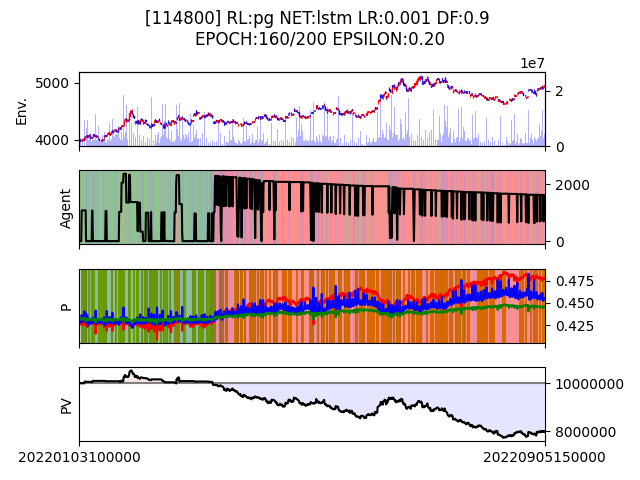 [114800] RL:pg NET:lstm LR:0.001 DF:0.9
EPOCH:160/200 EPSILON:0.20
1e7
Env.
5000
4000
2
0
Agent
2000
0
P
0.475
0.450
0.425
PV
10000000
8000000
20220103100000
20220905150000